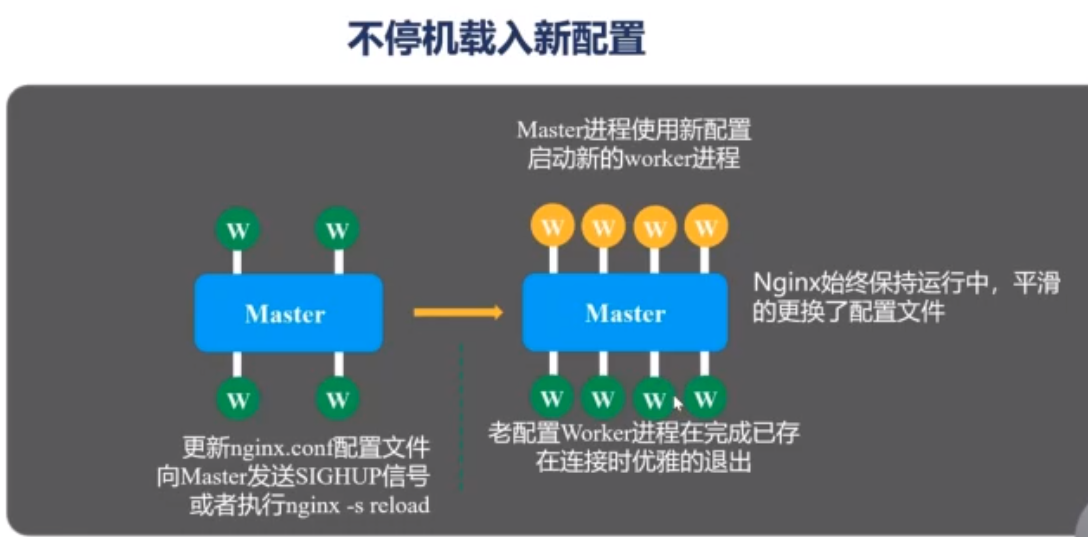 不停机载入新配置
Master进程使用新配置
启动新的worker进程
W W
W W W W
Master
Master
Nginx始终保持运行中，平滑
的更换了配置文件
W W
W W W W
更新nginx.conf配置文件
向Master发送SIGHUP信号
或者执行nginx -s reload
老配置Worker进程在完成已存
在连接时优雅的退出